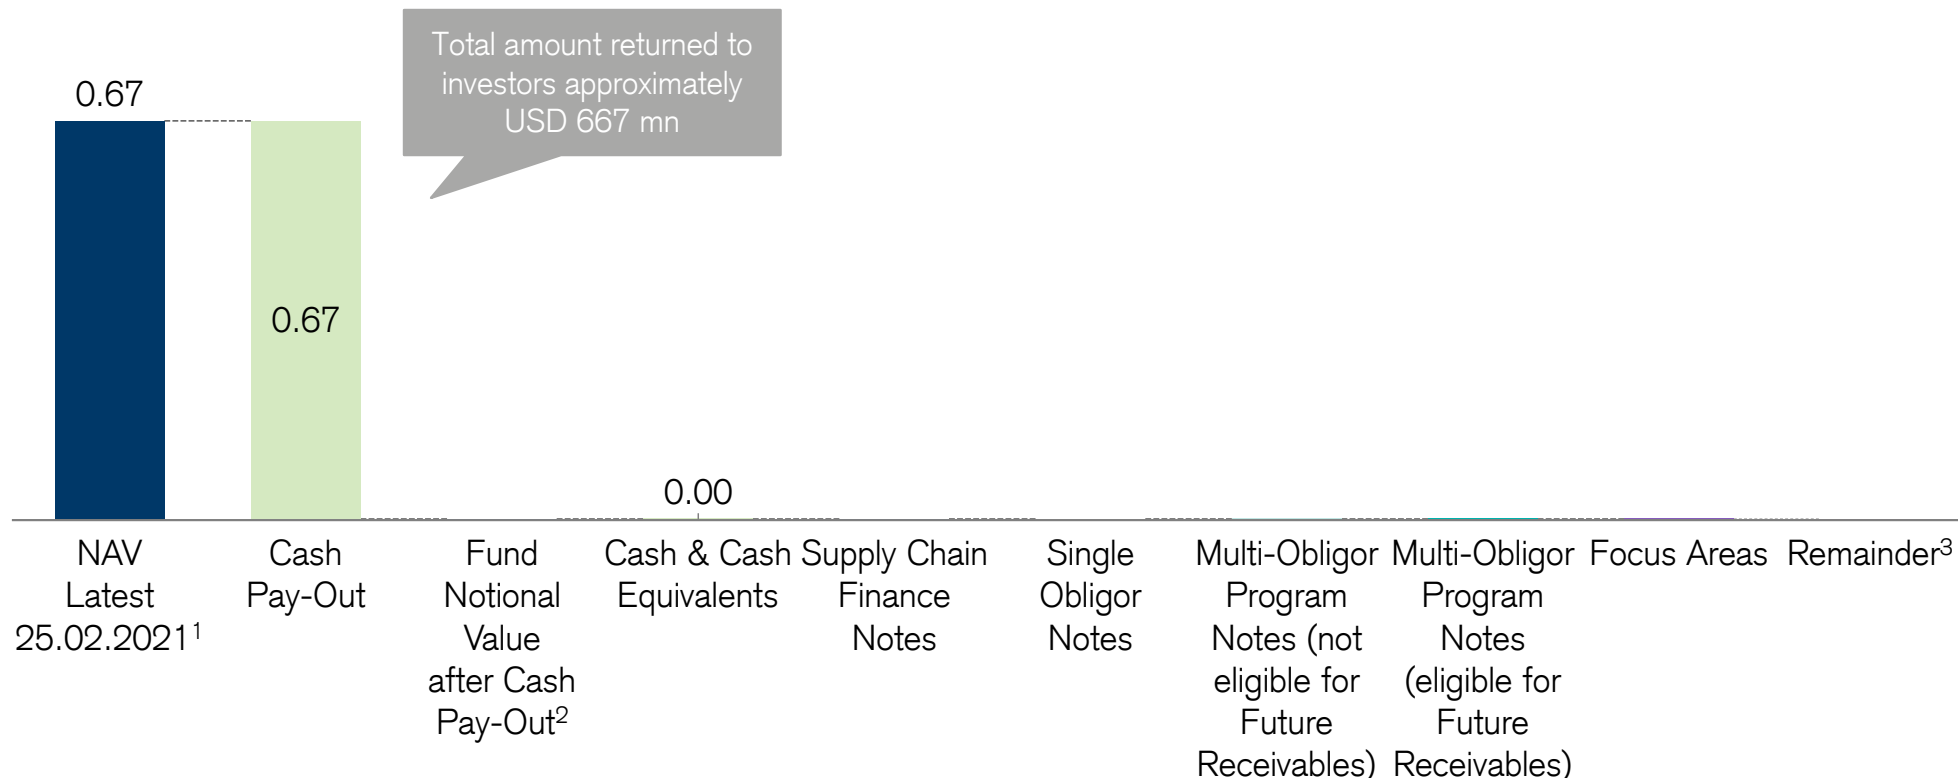 Total amount returned to
investors approximately
USD 667 mn
0.67
0.67
0.00
NAV
Latest
25.02.2021¹
Cash
Pay-Out
Fund
Notional
Value
after Cash
Pay-Out²
Cash & Cash
Equivalents
Supply Chain
Finance
Notes
Single
Obligor
Notes
Multi-Obligor
Program
Notes (not
eligible for
Future
Receivables)
Multi-Obligor
Program
Notes
(eligible for
Future
Receivables)
Focus Areas
Remainder³